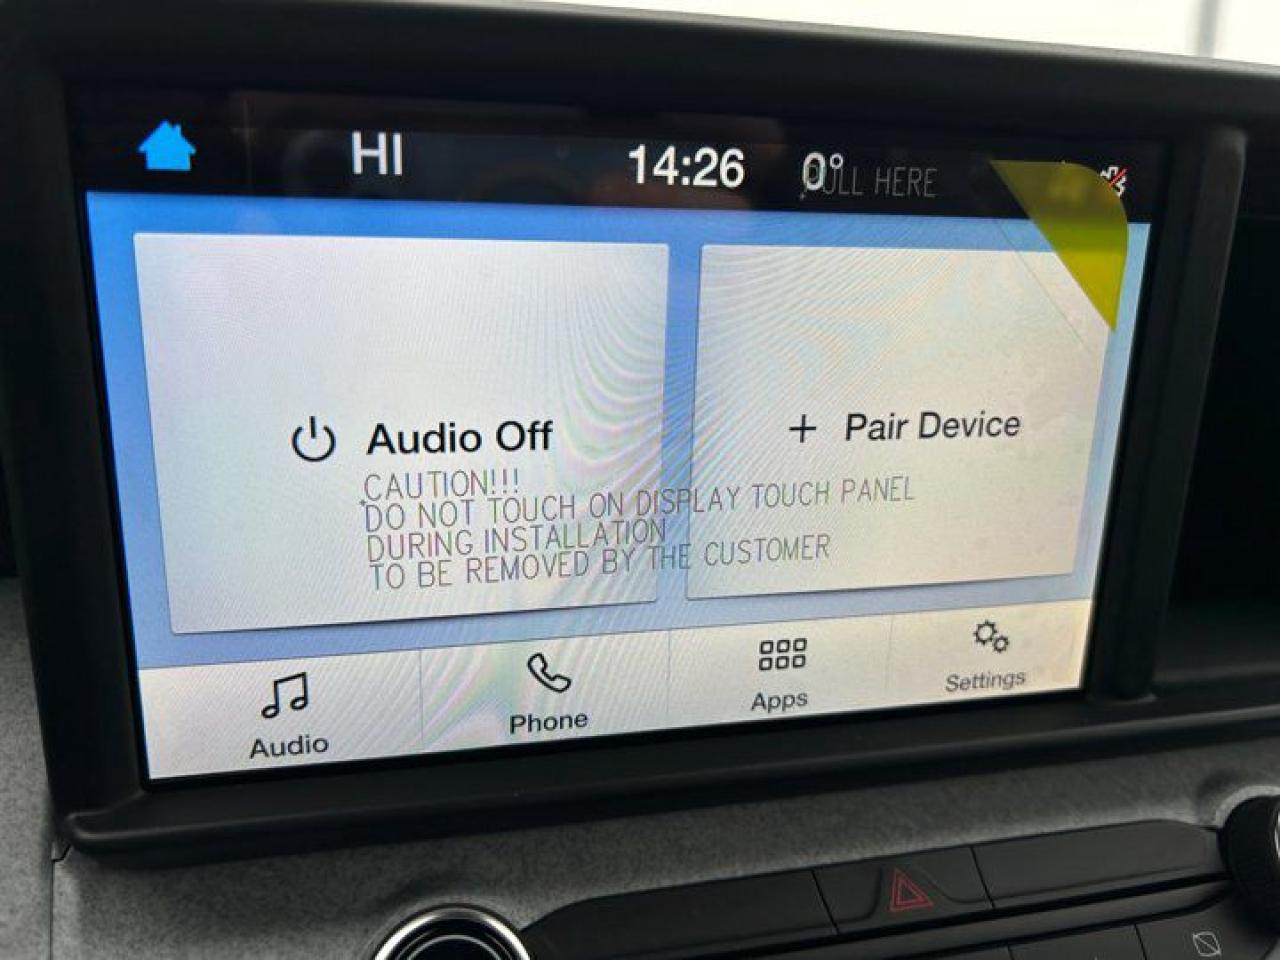 HI
14:26
0°
PULL HERE
Audio Off
Pair Device
CAUTION!!!
DO NOT TOUCH ON DISPLAY TOUCH PANEL
DURING INSTALLATION
TO BE REMOVED BY THE CUSTOMER
Audio
Phone
Apps
Settings